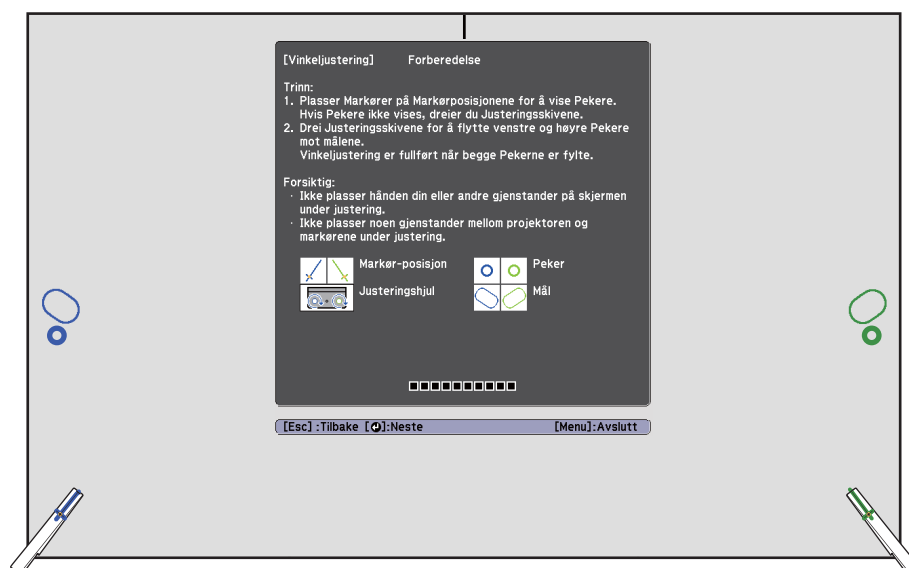 [Vinkeljustering] Forberedelse
Trinn:
1. Plasser Markører på Markørposisjonene for å vise Pekere.
Hvis Pekere ikke vises, dreier du Justeringsskivene.
2. Drei Justeringsskivene for å flytte venstre og høyre Pekere
mot målene.
Vinkeljustering er fullført når begge Pekerne er fylte.
Forsiktig:
· Ikke plasser hånden din eller andre gjenstander på skjermen
under justering.
· Ikke plasser noen gjenstander mellom projektoren og
markørene under justering.
Markør-posisjon Peker
Justeringshjul Mål
[Esc] :Tilbake [⏎]:Neste [Menu]:Avslutt